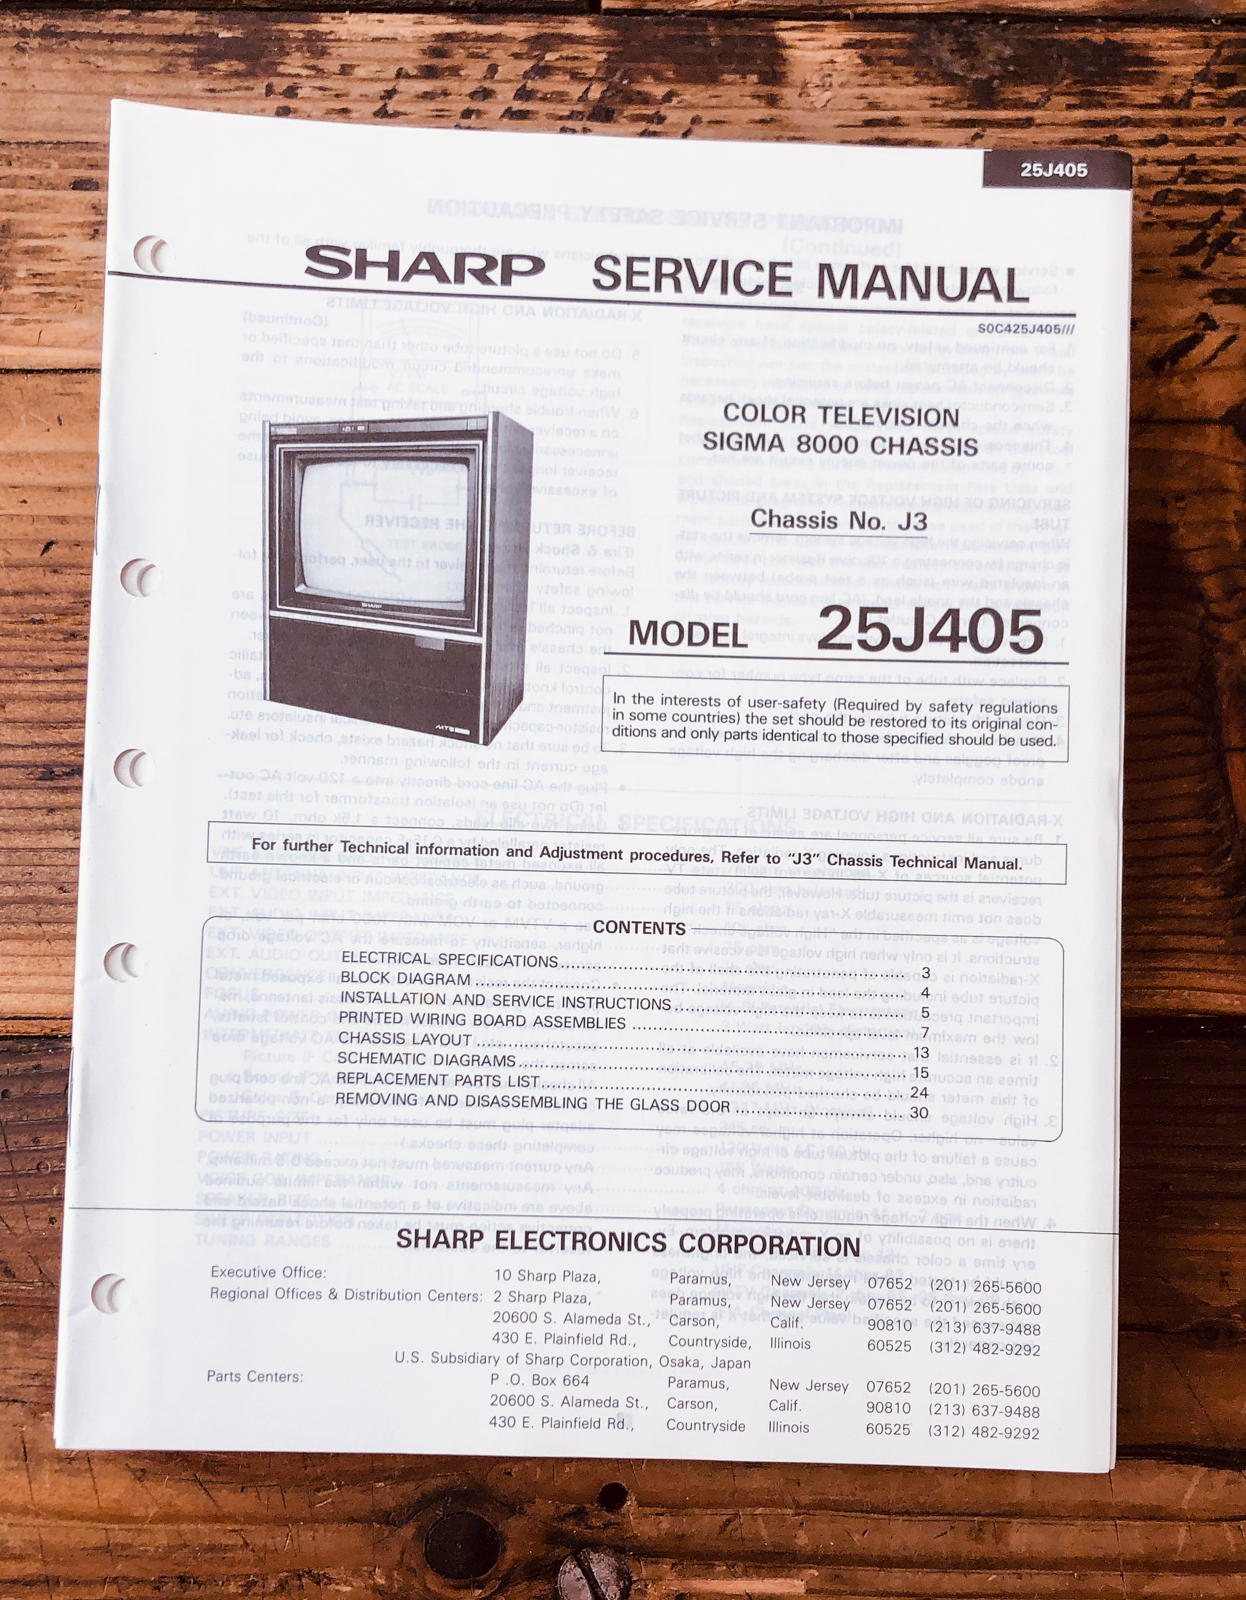 25J405
SHARP SERVICE MANUAL
S0C425J405///
COLOR TELEVISION
SIGMA 8000 CHASSIS
Chassis No. J3
SHARP
MTS
MODEL 25J405
In the interests of user-safety (Required by safety regulations
in some countries) the set should be restored to its original con-
ditions and only parts identical to those specified should be used.
For further Technical information and Adjustment procedures, Refer to "J3" Chassis Technical Manual.
CONTENTS
ELECTRICAL SPECIFICATIONS ... 3
BLOCK DIAGRAM ... 4
INSTALLATION AND SERVICE INSTRUCTIONS ... 5
PRINTED WIRING BOARD ASSEMBLIES ... 7
CHASSIS LAYOUT ... 13
SCHEMATIC DIAGRAMS ... 15
REPLACEMENT PARTS LIST ... 24
REMOVING AND DISASSEMBLING THE GLASS DOOR ... 30
SHARP ELECTRONICS CORPORATION
Executive Office: 10 Sharp Plaza, Paramus, New Jersey 07652 (201) 265-5600
Regional Offices & Distribution Centers: 2 Sharp Plaza, Paramus, New Jersey 07652 (201) 265-5600
20600 S. Alameda St., Carson, Calif. 90810 (213) 637-9488
430 E. Plainfield Rd., Countryside, Illinois 60525 (312) 482-9292
U.S. Subsidiary of Sharp Corporation, Osaka, Japan
Parts Centers: P .O. Box 664 Paramus, New Jersey 07652 (201) 265-5600
20600 S. Alameda St., Carson, Calif. 90810 (213) 637-9488
430 E. Plainfield Rd., Countryside Illinois 60525 (312) 482-9292